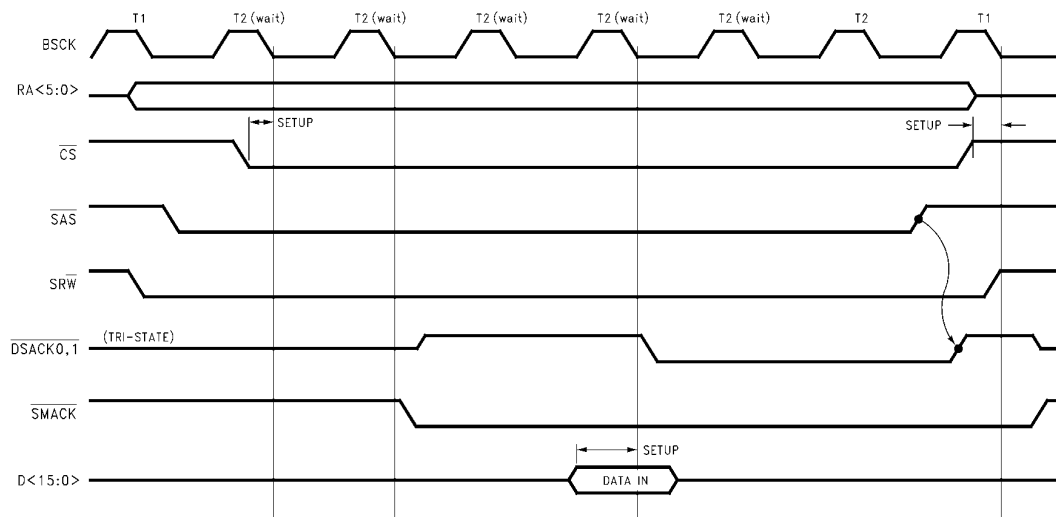 T1 T2 (wait) T2 (wait) T2 (wait) T2 (wait) T2 (wait) T2 T1
BSCK
RA<5:0>
SETUP SETUP
CS
SAS
SRW
(TRI-STATE)
DSACK0,1
SMACK
SETUP
D<15:0> DATA IN